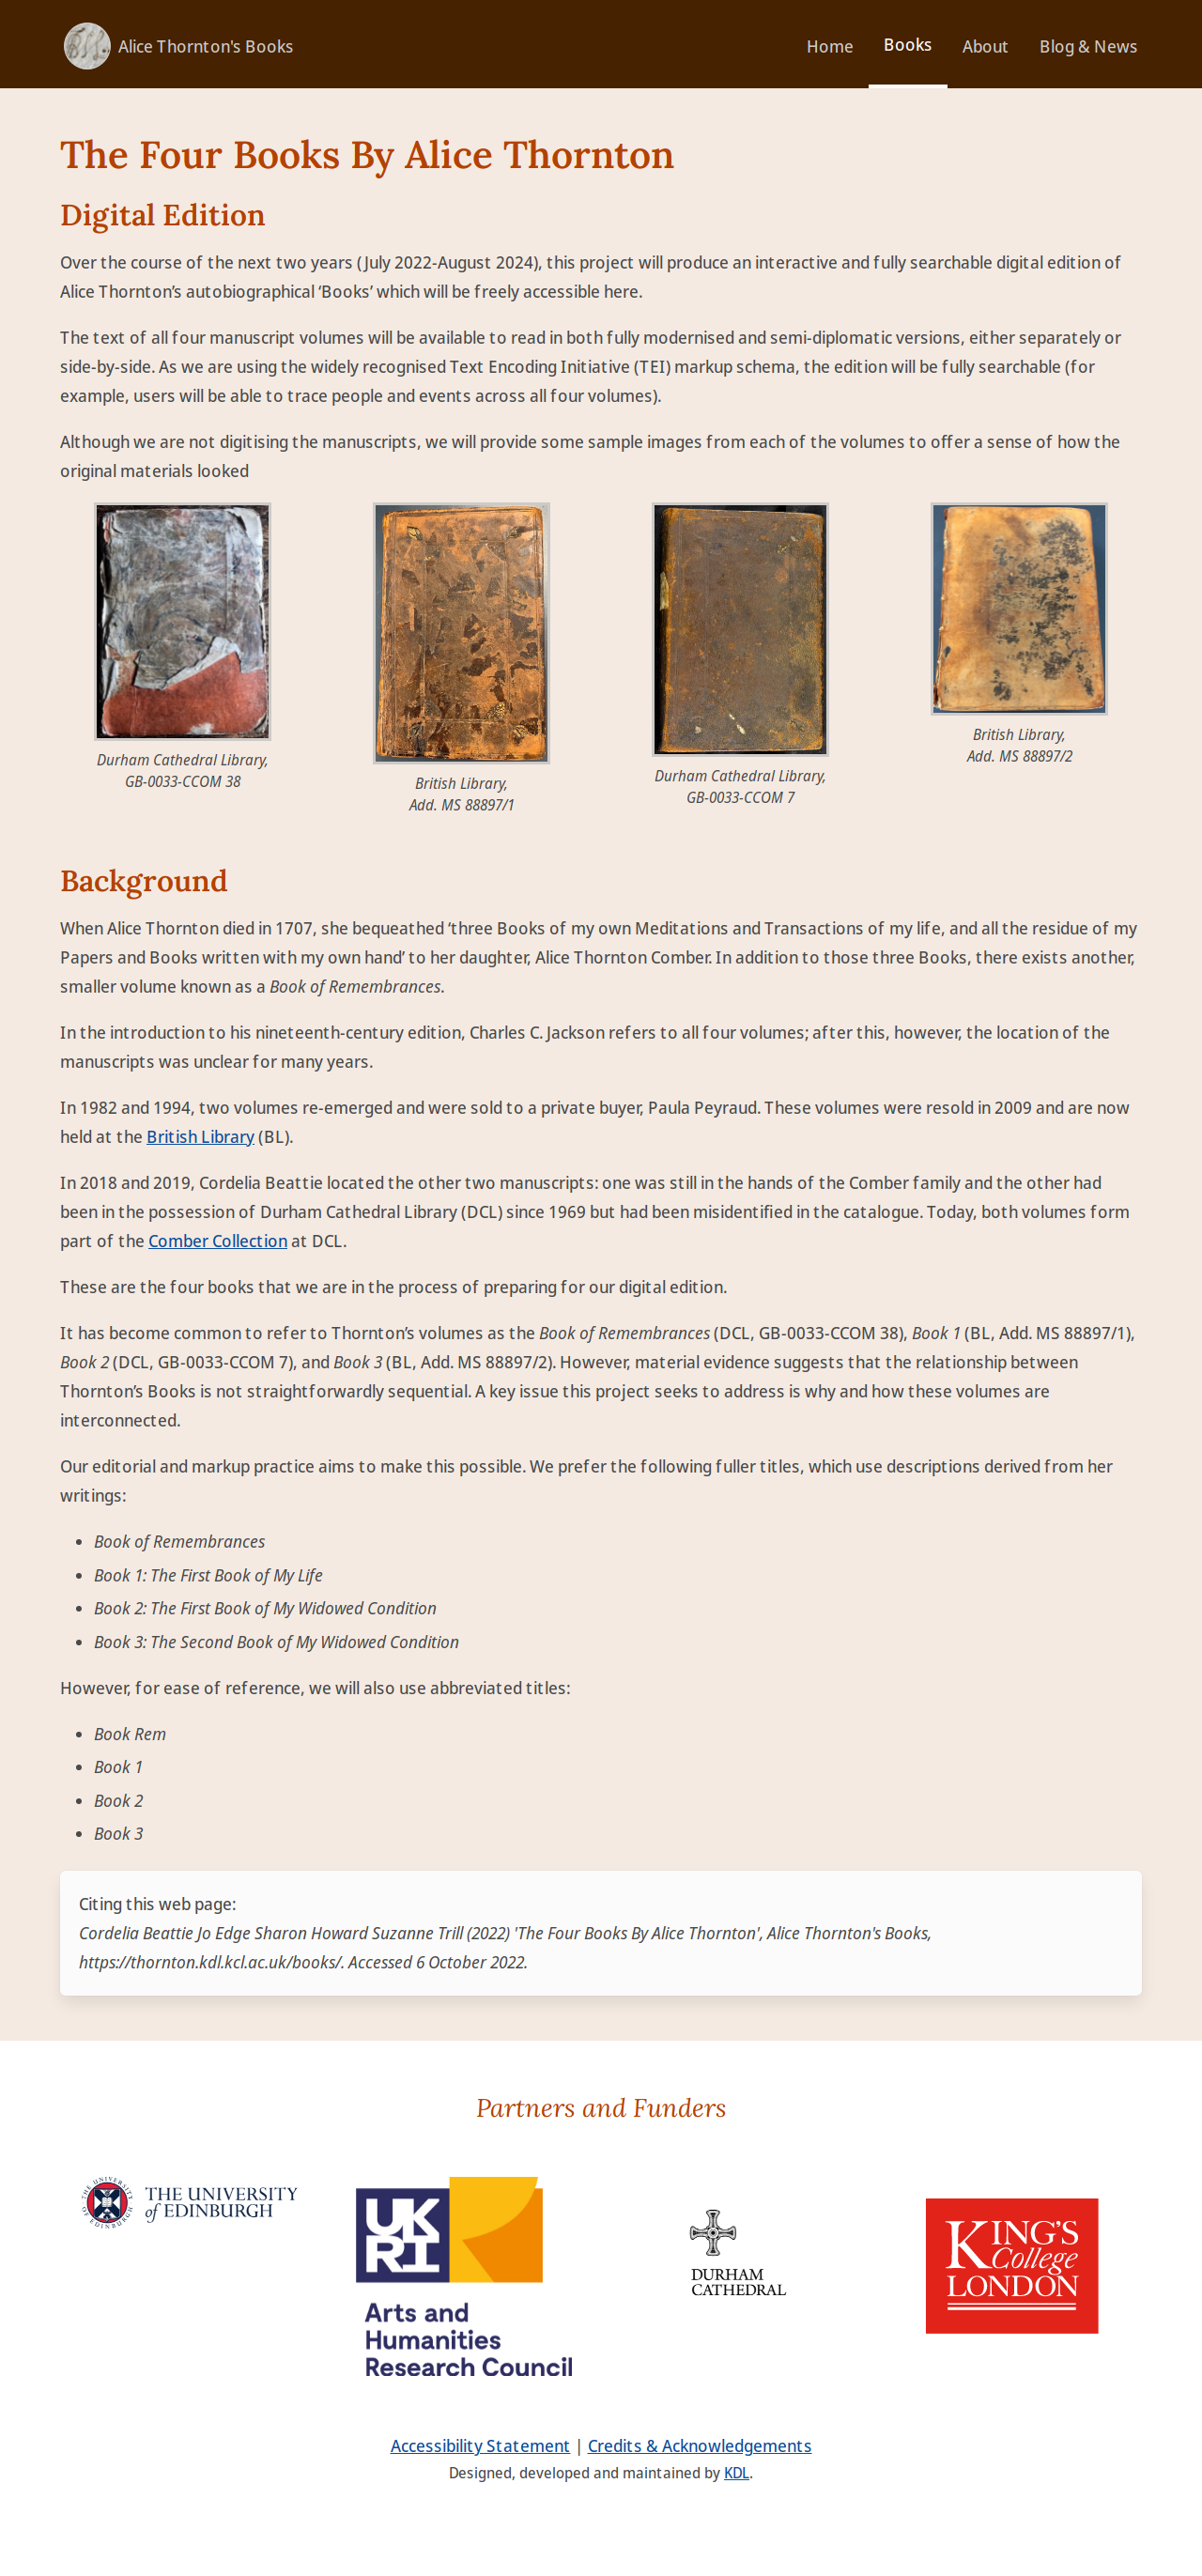 Alice Thornton's Books
Home
Books
About
Blog & News
The Four Books By Alice Thornton
Digital Edition
Over the course of the next two years (July 2022-August 2024), this project will produce an interactive and fully searchable digital edition of
Alice Thornton’s autobiographical ‘Books’ which will be freely accessible here.
The text of all four manuscript volumes will be available to read in both fully modernised and semi-diplomatic versions, either separately or
side-by-side. As we are using the widely recognised Text Encoding Initiative (TEI) markup schema, the edition will be fully searchable (for
example, users will be able to trace people and events across all four volumes).
Although we are not digitising the manuscripts, we will provide some sample images from each of the volumes to offer a sense of how the
original materials looked
Durham Cathedral Library,
GB-0033-CCOM 38
British Library,
Add. MS 88897/1
Durham Cathedral Library,
GB-0033-CCOM 7
British Library,
Add. MS 88897/2
Background
When Alice Thornton died in 1707, she bequeathed ‘three Books of my own Meditations and Transactions of my life, and all the residue of my
Papers and Books written with my own hand’ to her daughter, Alice Thornton Comber. In addition to those three Books, there exists another,
smaller volume known as a Book of Remembrances.
In the introduction to his nineteenth-century edition, Charles C. Jackson refers to all four volumes; after this, however, the location of the
manuscripts was unclear for many years.
In 1982 and 1994, two volumes re-emerged and were sold to a private buyer, Paula Peyraud. These volumes were resold in 2009 and are now
held at the British Library (BL).
In 2018 and 2019, Cordelia Beattie located the other two manuscripts: one was still in the hands of the Comber family and the other had
been in the possession of Durham Cathedral Library (DCL) since 1969 but had been misidentified in the catalogue. Today, both volumes form
part of the Comber Collection at DCL.
These are the four books that we are in the process of preparing for our digital edition.
It has become common to refer to Thornton’s volumes as the Book of Remembrances (DCL, GB-0033-CCOM 38), Book 1 (BL, Add. MS 88897/1),
Book 2 (DCL, GB-0033-CCOM 7), and Book 3 (BL, Add. MS 88897/2). However, material evidence suggests that the relationship between
Thornton’s Books is not straightforwardly sequential. A key issue this project seeks to address is why and how these volumes are
interconnected.
Our editorial and markup practice aims to make this possible. We prefer the following fuller titles, which use descriptions derived from her
writings:
• Book of Remembrances
• Book 1: The First Book of My Life
• Book 2: The First Book of My Widowed Condition
• Book 3: The Second Book of My Widowed Condition
However, for ease of reference, we will also use abbreviated titles:
• Book Rem
• Book 1
• Book 2
• Book 3
Citing this web page:
Cordelia Beattie Jo Edge Sharon Howard Suzanne Trill (2022) 'The Four Books By Alice Thornton', Alice Thornton's Books,
https://thornton.kdl.kcl.ac.uk/books/. Accessed 6 October 2022.
Partners and Funders
THE UNIVERSITY OF EDINBURGH
THE UNIVERSITY
of EDINBURGH
UK
RI
Arts and
Humanities
Research Council
DURHAM
CATHEDRAL
KING'S
College
LONDON
Accessibility Statement | Credits & Acknowledgements
Designed, developed and maintained by KDL.